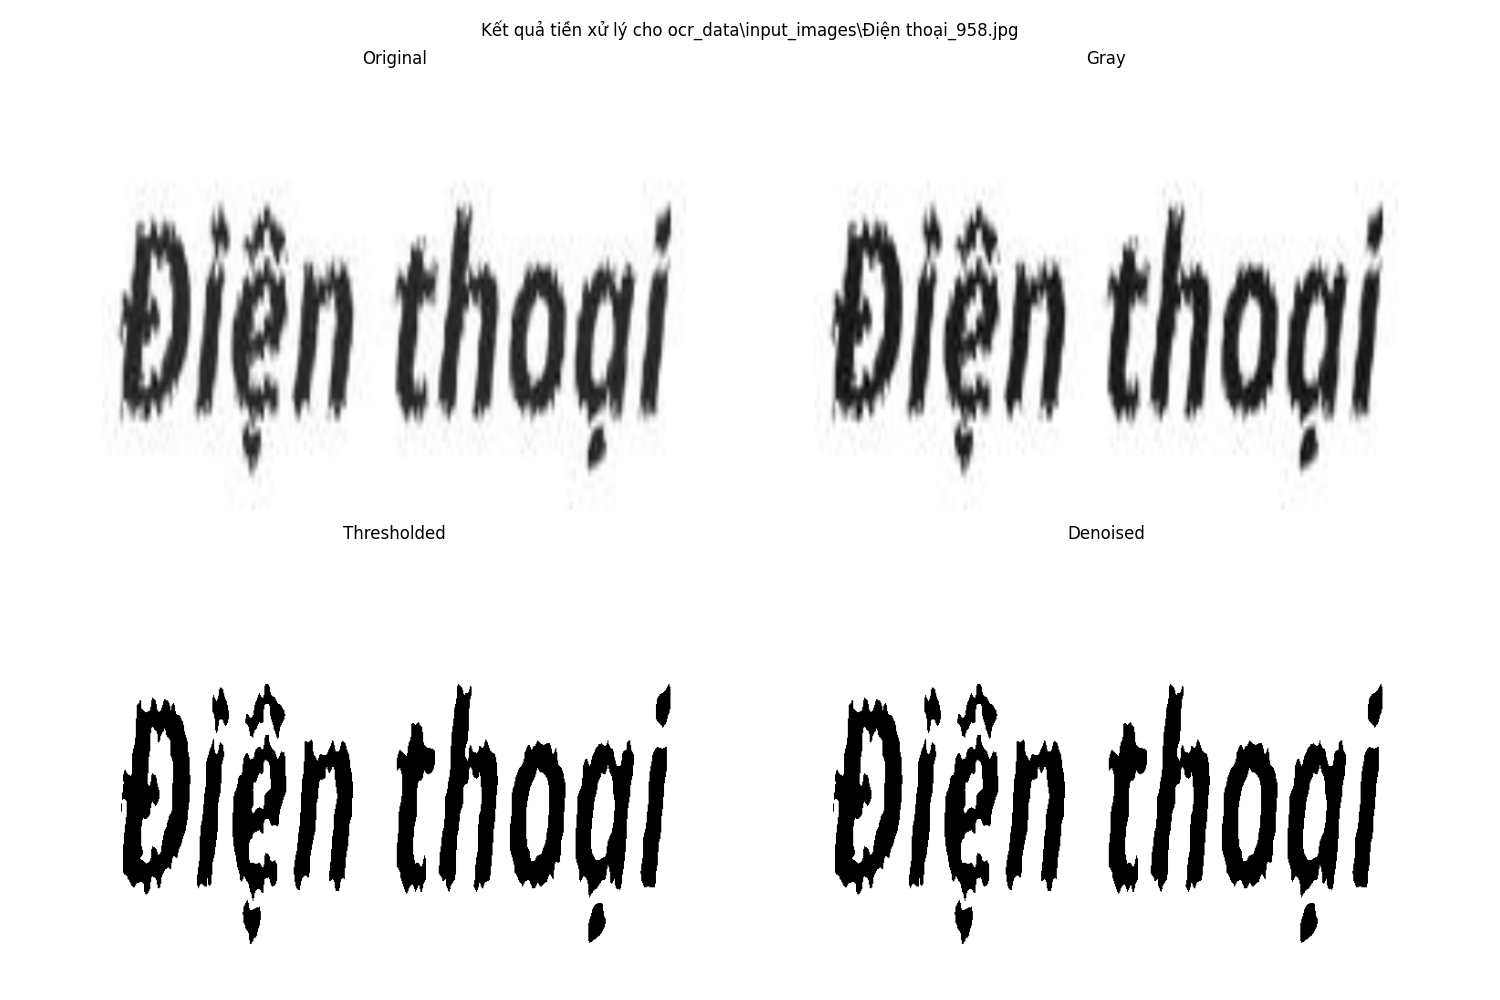 Kết quả tiền xử lý cho ocr_data\input_images\Điện thoại_958.jpg
Original
Gray
Điện thoại
Điện thoại
Thresholded
Denoised
Điện thoại
Điện thoại